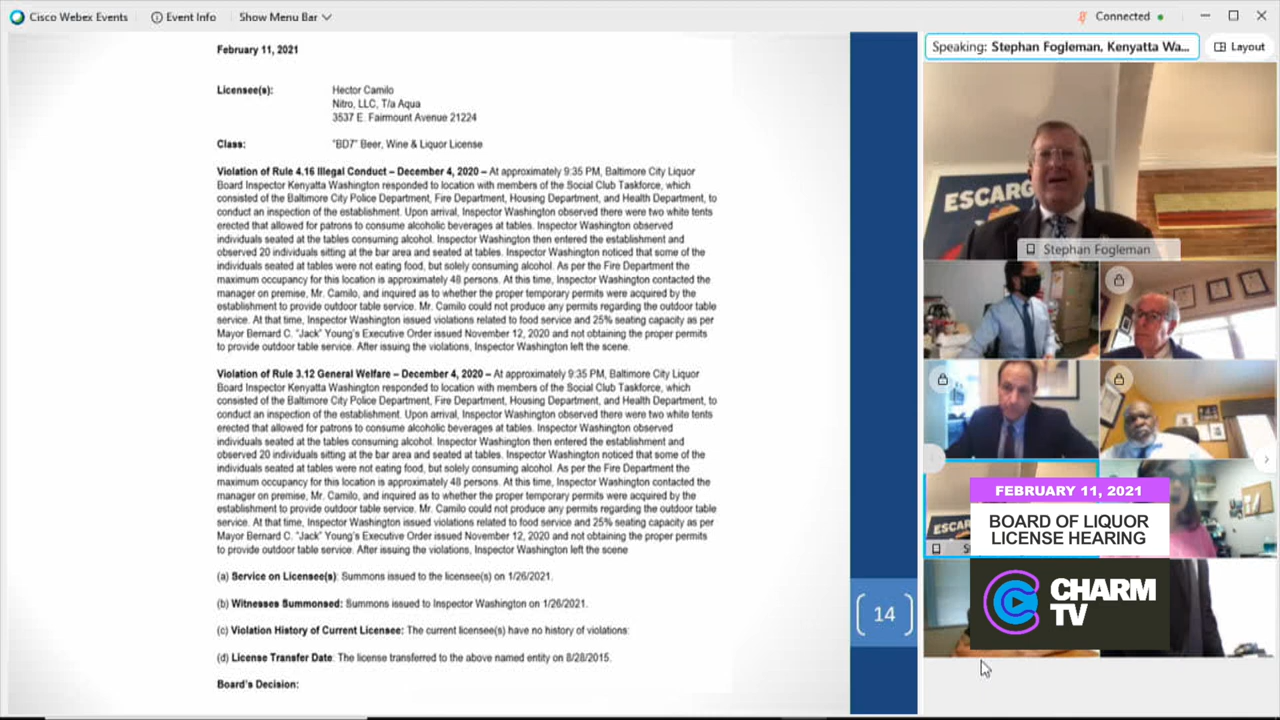 Cisco Webex Events
Event Info
Show Menu Bar
Connected
February 11, 2021
Licensee(s): Hector Camilo
Nitro, LLC, T/a Aqua
3537 E. Fairmount Avenue 21224
Class: "BD7" Beer, Wine & Liquor License
Violation of Rule 4.16 Illegal Conduct – December 4, 2020 – At approximately 9:35 PM, Baltimore City Liquor
Board Inspector Kenyatta Washington responded to location with members of the Social Club Taskforce, which
consisted of the Baltimore City Police Department, Fire Department, Housing Department, and Health Department, to
conduct an inspection of the establishment. Upon arrival, Inspector Washington observed there were two white tents
erected that allowed for patrons to consume alcoholic beverages at tables. Inspector Washington observed
individuals seated at the tables consuming alcohol. Inspector Washington then entered the establishment and
observed 20 individuals sitting at the bar area and seated at tables. Inspector Washington noticed that some of the
individuals seated at tables were not eating food, but solely consuming alcohol. As per the Fire Department the
maximum occupancy for this location is approximately 48 persons. At this time, Inspector Washington contacted the
manager on premise, Mr. Camilo, and inquired as to whether the proper temporary permits were acquired by the
establishment to provide outdoor table service. Mr. Camilo could not produce any permits regarding the outdoor table
service. At that time, Inspector Washington issued violations related to food service and 25% seating capacity as per
Mayor Bernard C. "Jack" Young's Executive Order issued November 12, 2020 and not obtaining the proper permits
to provide outdoor table service. After issuing the violations, Inspector Washington left the scene.
Violation of Rule 3.12 General Welfare – December 4, 2020 – At approximately 9:35 PM, Baltimore City Liquor
Board Inspector Kenyatta Washington responded to location with members of the Social Club Taskforce, which
consisted of the Baltimore City Police Department, Fire Department, Housing Department, and Health Department, to
conduct an inspection of the establishment. Upon arrival, Inspector Washington observed there were two white tents
erected that allowed for patrons to consume alcoholic beverages at tables. Inspector Washington observed
individuals seated at the tables consuming alcohol. Inspector Washington then entered the establishment and
observed 20 individuals sitting at the bar area and seated at tables. Inspector Washington noticed that some of the
individuals seated at tables were not eating food, but solely consuming alcohol. As per the Fire Department the
maximum occupancy for this location is approximately 48 persons. At this time, Inspector Washington contacted the
manager on premise, Mr. Camilo, and inquired as to whether the proper temporary permits were acquired by the
establishment to provide outdoor table service. Mr. Camilo could not produce any permits regarding the outdoor table
service. At that time, Inspector Washington issued violations related to food service and 25% seating capacity as per
Mayor Bernard C. "Jack" Young's Executive Order issued November 12, 2020 and not obtaining the proper permits
to provide outdoor table service. After issuing the violations, Inspector Washington left the scene
(a) Service on Licensee(s): Summons issued to the licensee(s) on 1/26/2021.
(b) Witnesses Summonsed: Summons issued to Inspector Washington on 1/26/2021.
(c) Violation History of Current Licensee: The current licensee(s) have no history of violations:
(d) License Transfer Date: The license transferred to the above named entity on 8/28/2015.
Board's Decision:
14
Speaking: Stephan Fogleman, Kenyatta Wa...
Layout
ESCARG
Stephan Fogleman
ESCAR
FEBRUARY 11, 2021
BOARD OF LIQUOR
LICENSE HEARING
CHARM
TV